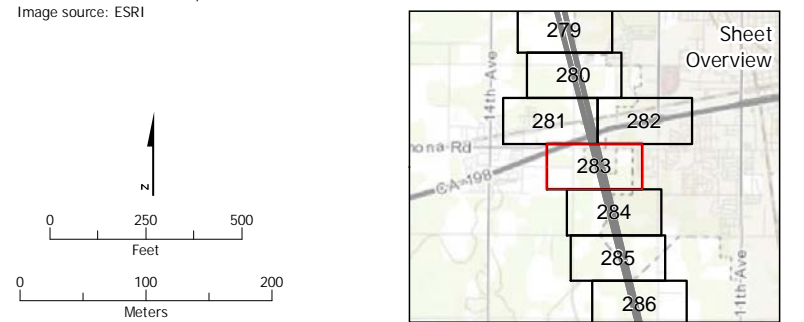 Image source: ESRI
N
0 250 500
Feet
0 100 200
Meters
Sheet
Overview
279
280
14th Ave
281
282
ona Rd
CA-198
283
284
285
11th Ave
286